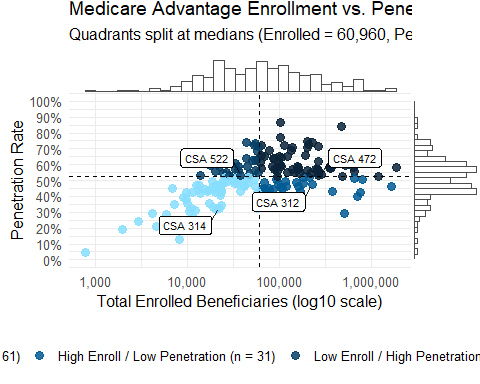 Medicare Advantage Enrollment vs. Pene
Quadrants split at medians (Enrolled = 60,960, Pe
100%
90%
80%
70%
60%
50%
40%
30%
20%
10%
0%
Penetration Rate
CSA 522
CSA 472
CSA 312
CSA 314
1,000
10,000
100,000
1,000,000
Total Enrolled Beneficiaries (log10 scale)
61)
High Enroll / Low Penetration (n = 31)
Low Enroll / High Penetration